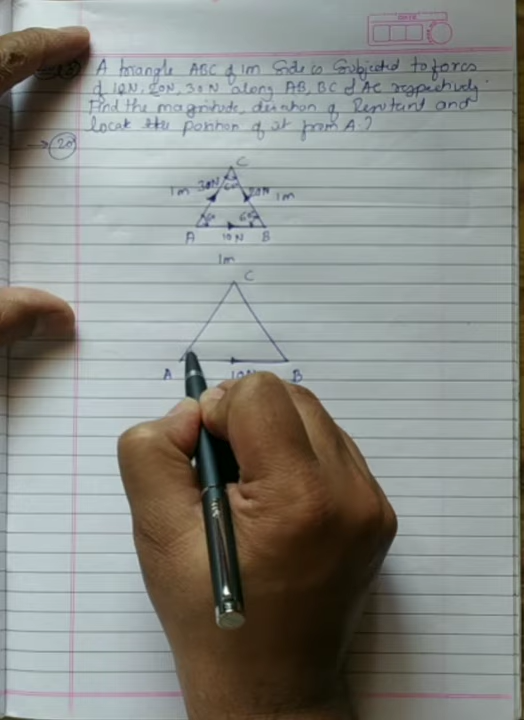 A triangle ABC of 1m Side is Subjected to forces
of 10N, 20N, 30N along AB, BC & AC respectively.
Find the magnitude, direction of Resultant and
locate the position of it from A.?
→ 20
C
1m 30N 60 20N 1m
60 60
A 10N B
1m
C
A 10N B